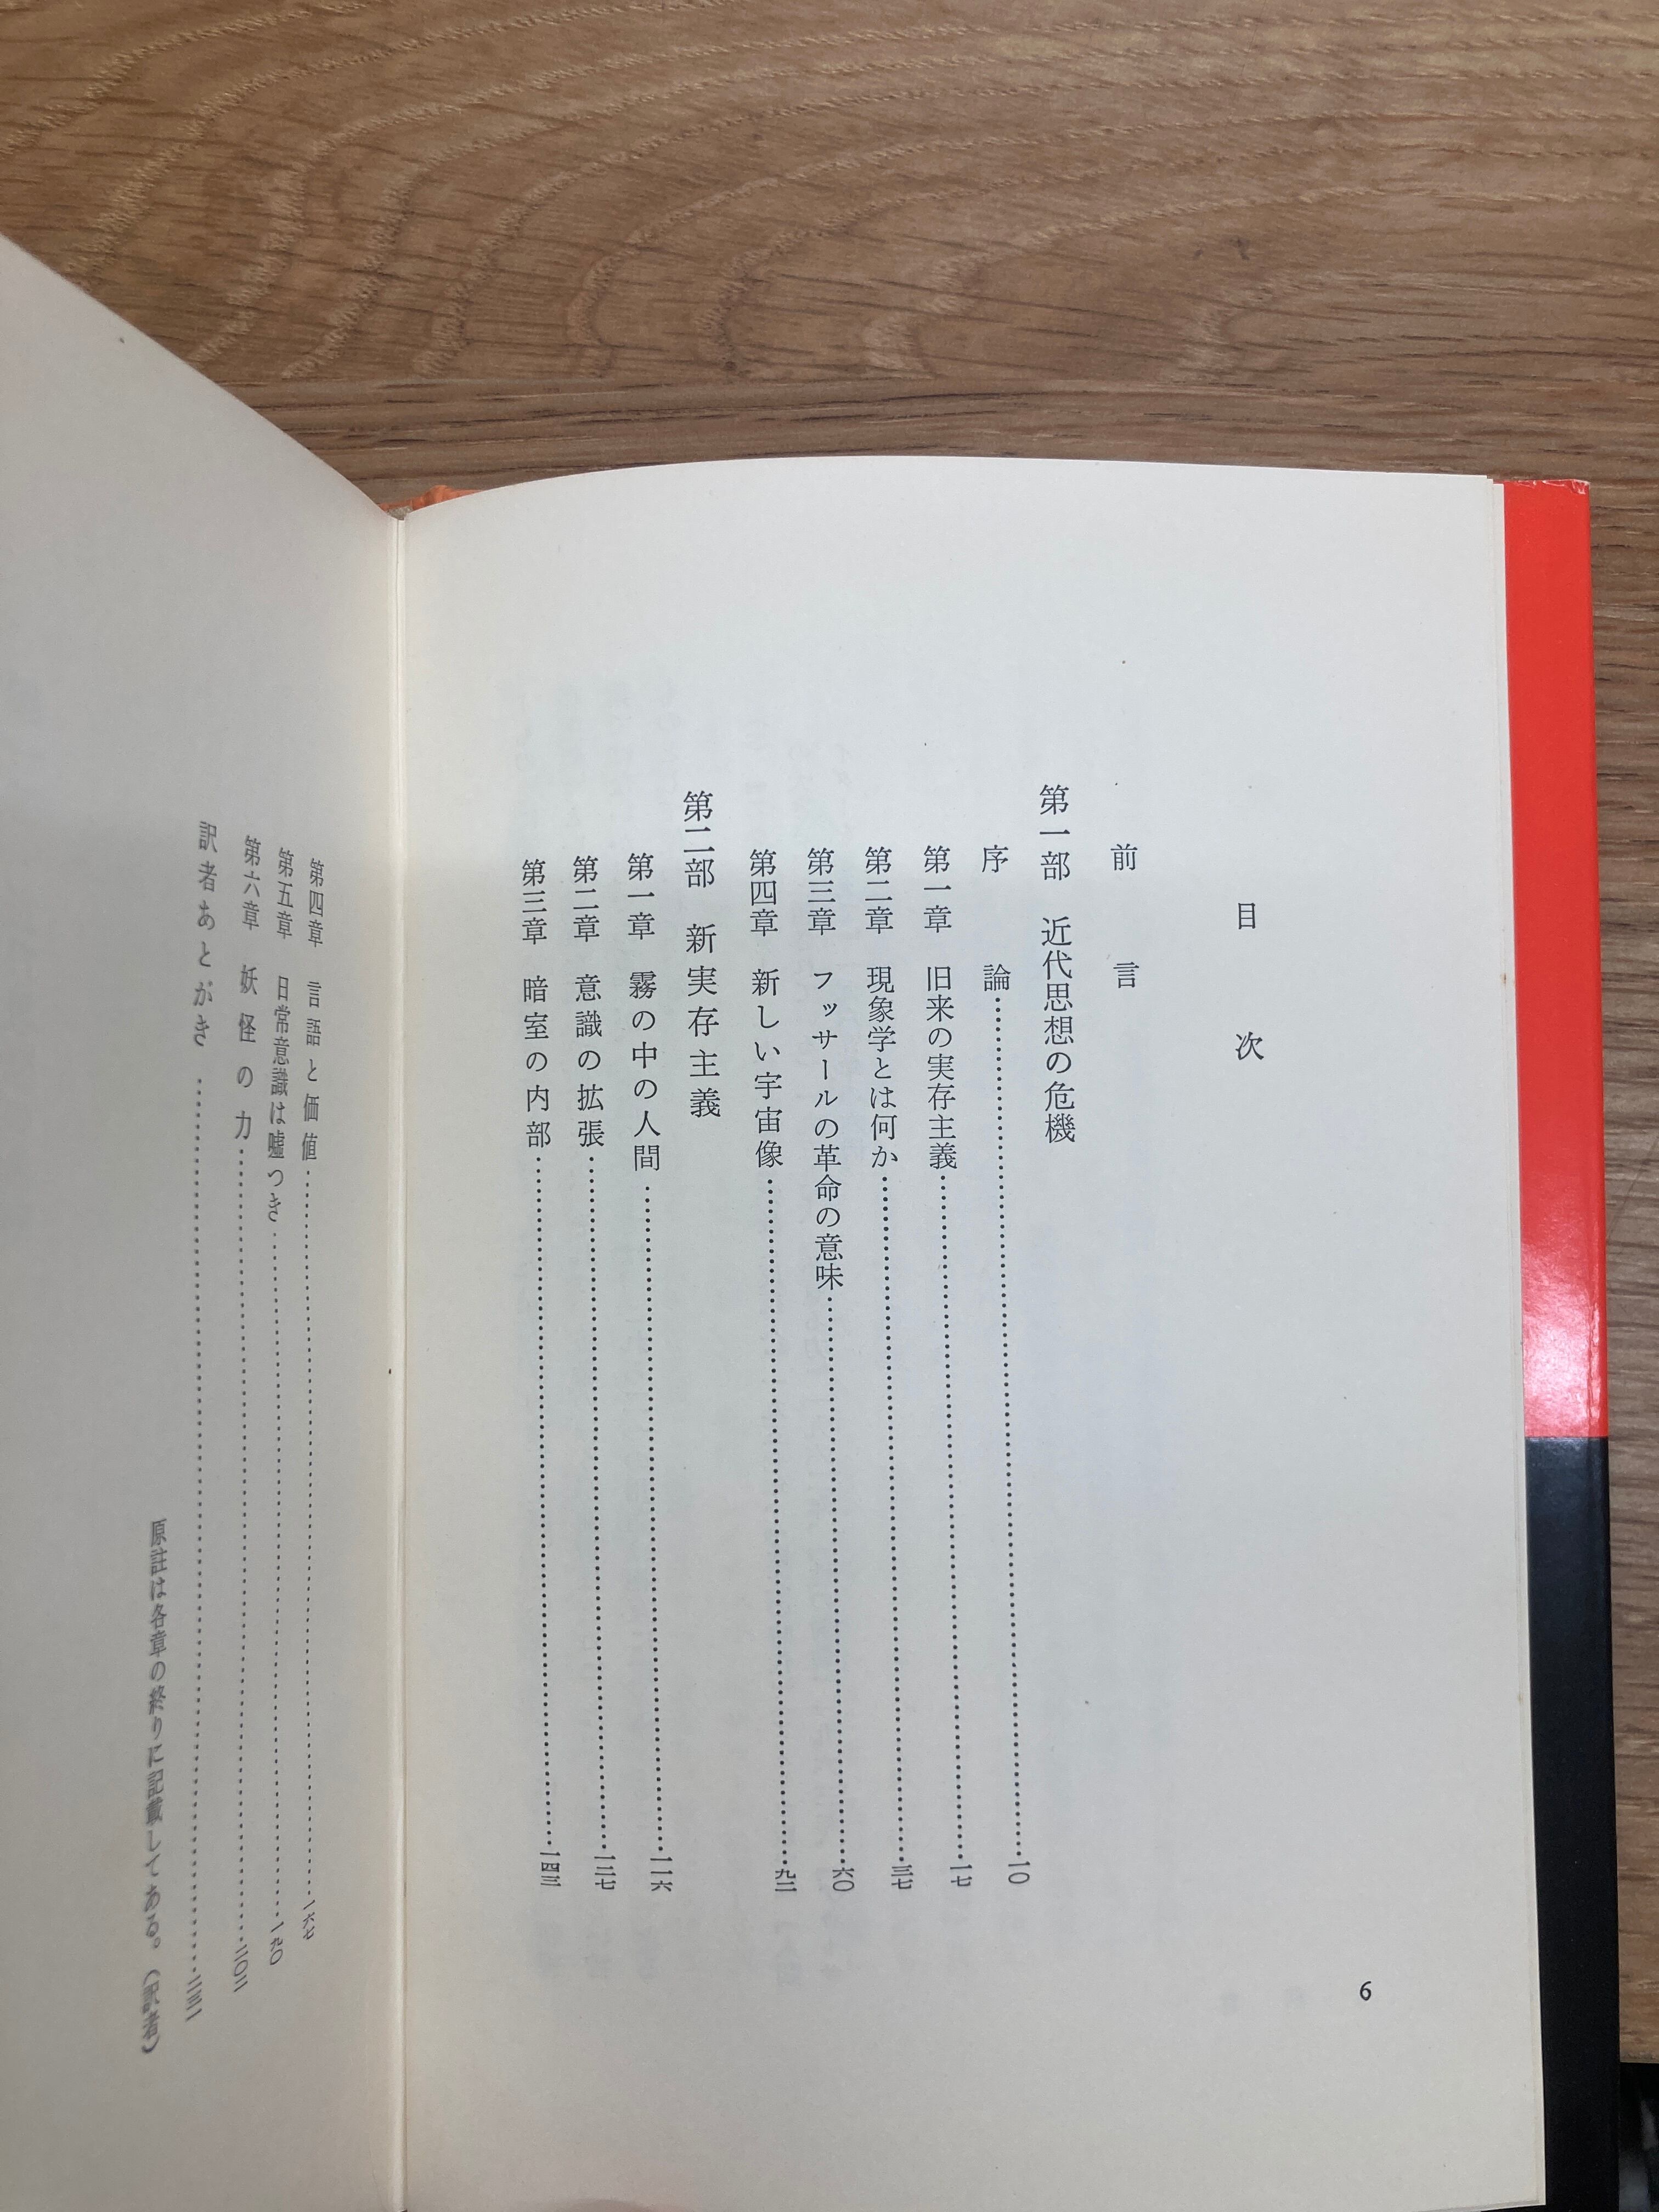 目次
前言
第一部 近代思想の危機
序論……一〇
第一章 旧来の実存主義……一七
第二章 現象学とは何か……三七
第三章 フッサールの革命の意味……六〇
第四章 新しい宇宙像……九二
第二部 新実存主義
第一章 霧の中の人間……一一六
第二章 意識の拡張……一二七
第三章 暗室の内部……一四三
6
第四章 言語と価値……一六七
第五章 日常意識は嘘つき……一九〇
第六章 妖怪の力……二〇二
訳者あとがき……二三一
原註は各章の終りに記載してある。(訳者)